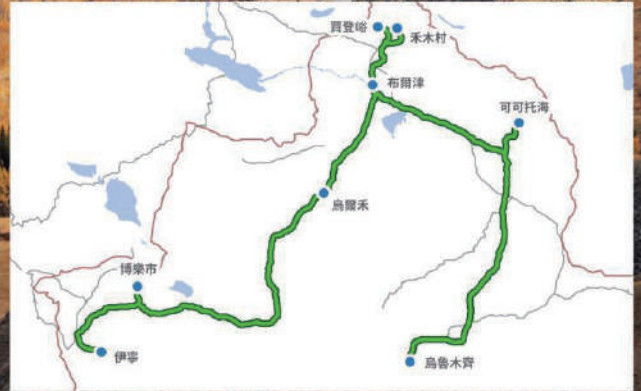 賈登峪
禾木村
布爾津
可可托海
烏爾禾
博樂市
伊寧
烏魯木齊